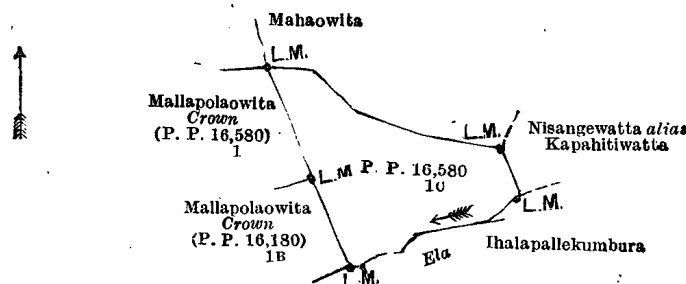 Mahaowita
L.M.
Mallapolaowita
Crown
(P. P. 16,580)
1
L.M.
Nisangewatta alias
Kapahitiwatta
L.M P. P. 16,580
1C
Mallapolaowita
Crown
(P. P. 16,180)
1B
L.M.
Ihalapallekumbura
Ela
L.M.